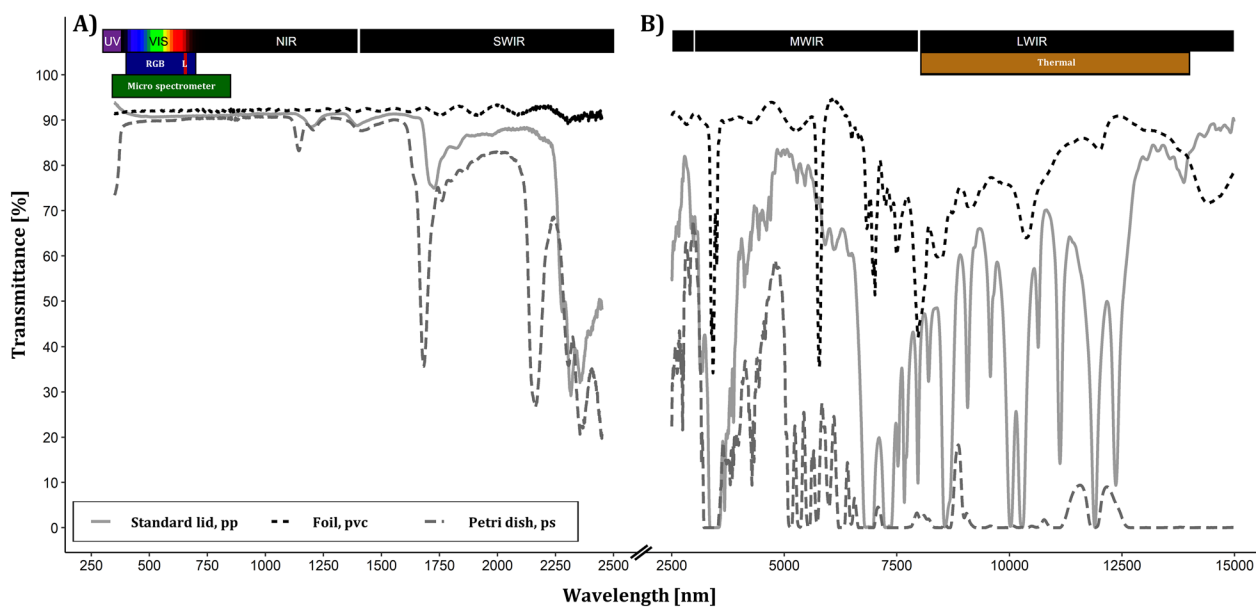 A)
B)
UV VIS NIR SWIR MWIR LWIR
RGB L Thermal
Micro spectrometer
100
90
80
70
60
50
40
30
20
10
0
Transmittance [%]
Standard lid, pp Foil, pvc Petri dish, ps
250 500 750 1000 1250 1500 1750 2000 2250 2500 2500 5000 7500 10000 12500 15000
Wavelength [nm]